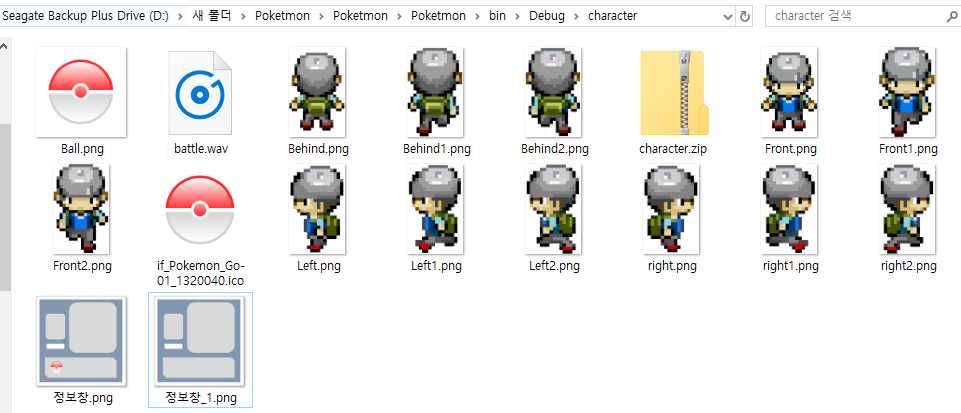 Seagate Backup Plus Drive (D:) > 새 폴더 > Poketmon > Poketmon > Poketmon > bin > Debug > character
character 검색
Ball.png
battle.wav
Behind.png
Behind1.png
Behind2.png
character.zip
Front.png
Front1.png
Front2.png
if_Pokemon_Go-
01_1320040.ico
Left.png
Left1.png
Left2.png
right.png
right1.png
right2.png
정보창.png
정보창_1.png